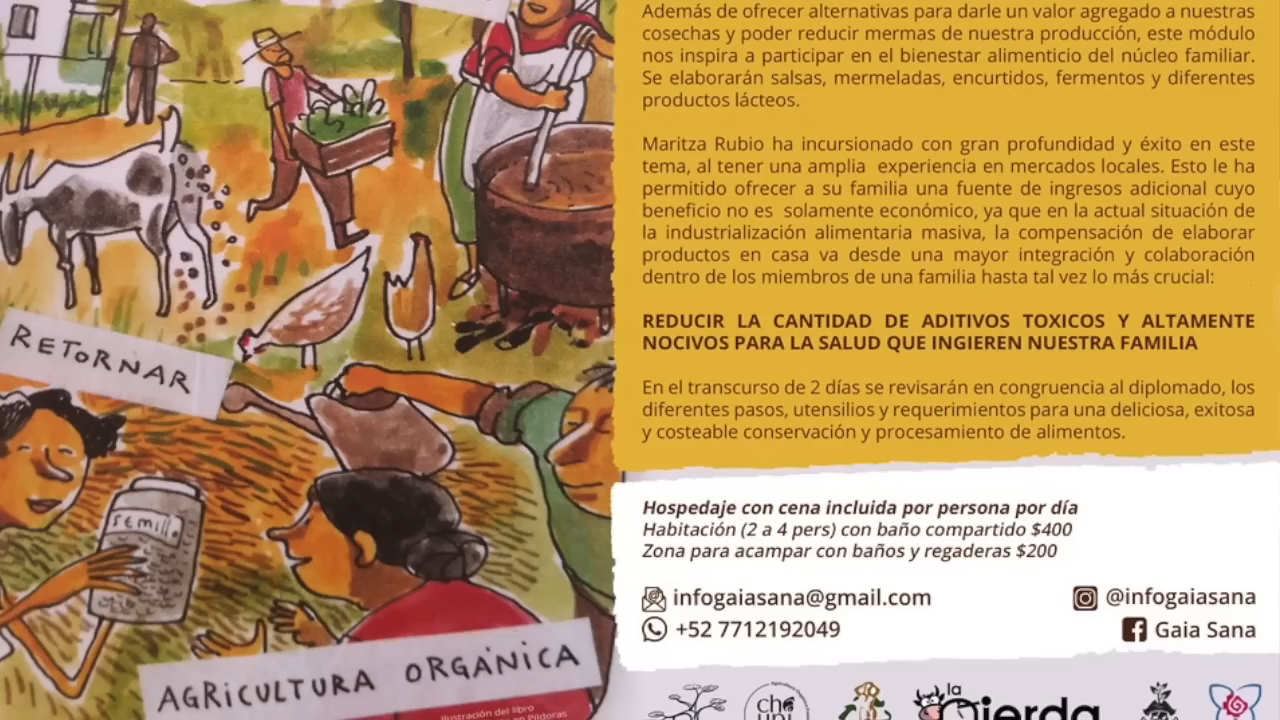 RETORNAR
SEMILLA
AGRICULTURA ORGÁNICA
Ilustración del libro
en Píldoras
Además de ofrecer alternativas para darle un valor agregado a nuestras
cosechas y poder reducir mermas de nuestra producción, este módulo
nos inspira a participar en el bienestar alimenticio del núcleo familiar.
Se elaborarán salsas, mermeladas, encurtidos, fermentos y diferentes
productos lácteos.
Maritza Rubio ha incursionado con gran profundidad y éxito en este
tema, al tener una amplia experiencia en mercados locales. Esto le ha
permitido ofrecer a su familia una fuente de ingresos adicional cuyo
beneficio no es solamente económico, ya que en la actual situación de
la industrialización alimentaria masiva, la compensación de elaborar
productos en casa va desde una mayor integración y colaboración
dentro de los miembros de una familia hasta tal vez lo más crucial:
REDUCIR LA CANTIDAD DE ADITIVOS TOXICOS Y ALTAMENTE
NOCIVOS PARA LA SALUD QUE INGIEREN NUESTRA FAMILIA
En el transcurso de 2 días se revisarán en congruencia al diplomado, los
diferentes pasos, utensilios y requerimientos para una deliciosa, exitosa
y costeable conservación y procesamiento de alimentos.
Hospedaje con cena incluida por persona por día
Habitación (2 a 4 pers) con baño compartido $400
Zona para acampar con baños y regaderas $200
infogaiasana@gmail.com
@infogaiasana
+52 7712192049
Gaia Sana
la